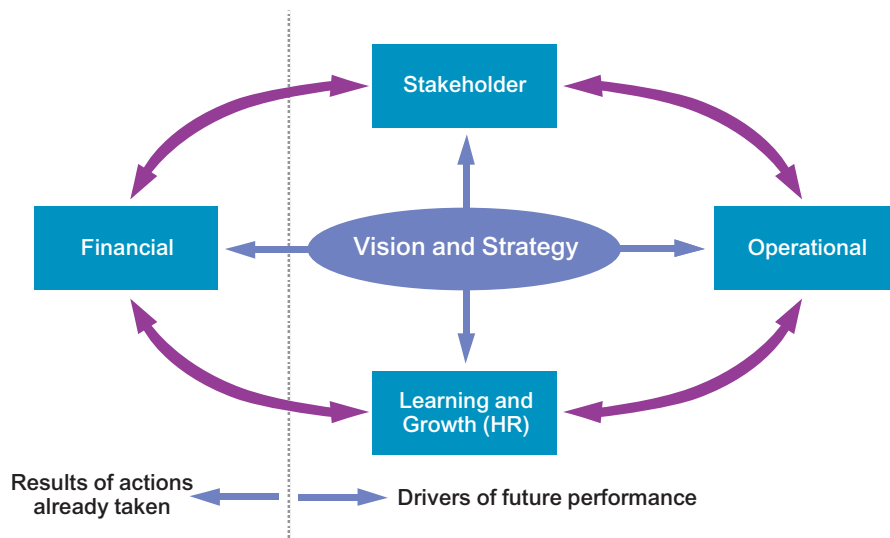 Stakeholder
Financial
Vision and Strategy
Operational
Learning and
Growth (HR)
Results of actions
already taken
Drivers of future performance